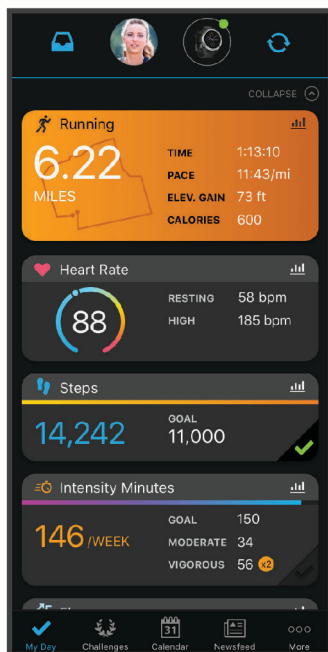 COLLAPSE
Running
6.22
MILES
TIME 1:13:10
PACE 11:43/mi
ELEV. GAIN 73 ft
CALORIES 600
Heart Rate
88
RESTING 58 bpm
HIGH 185 bpm
Steps
14,242
GOAL
11,000
Intensity Minutes
146 /WEEK
GOAL 150
MODERATE 34
VIGOROUS 56 x2
31
My Day Challenges Calendar Newsfeed More